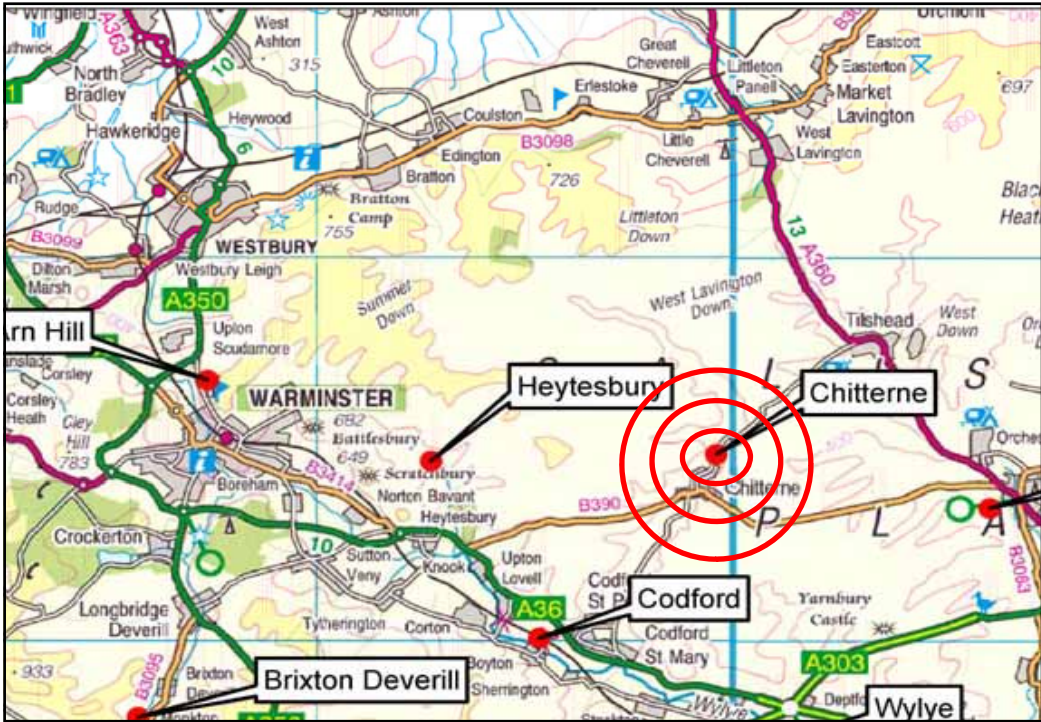 Wingfield
A363
West
Ashton
Ashton
Great
Cheverell
Eastcott
Easterton
Littleton
Panell
Market
Lavington
697
600
10
315
North
Bradley
Erlestoke
Hawkeridge
Heywood
Coulston
B3098
Little
Cheverell
West
Lavington
6
Edington
Bratton
726
Rudge
Bratton
Camp
755
Littleton
Down
13
A360
B3099
WESTBURY
Dilton
Marsh
Westbury Leigh
A350
Summer
Down
West Lavington
Down
Tilshead
West
Down
Arn Hill
Upton
Scudamore
Corsley
Corsley
Heath
Cley
Hill
783
WARMINSTER
682
Battlesbury
649
Scratchbury
Heytesbury
L
S
Chitterne
B3414
Boreham
Norton Bavant
Heytesbury
B390
Chitterne
P
L
A
Crockerton
10
Sutton
Veny
Knook
Upton
Lovell
B3083
Longbridge
Deverill
Tytherington
Corton
A36
Codford
Codford
St Mary
Yarnbury
Castle
933
B3095
Brixton
Brixton Deverill
Boyton
Sherrington
A303
Wylye
Wylve